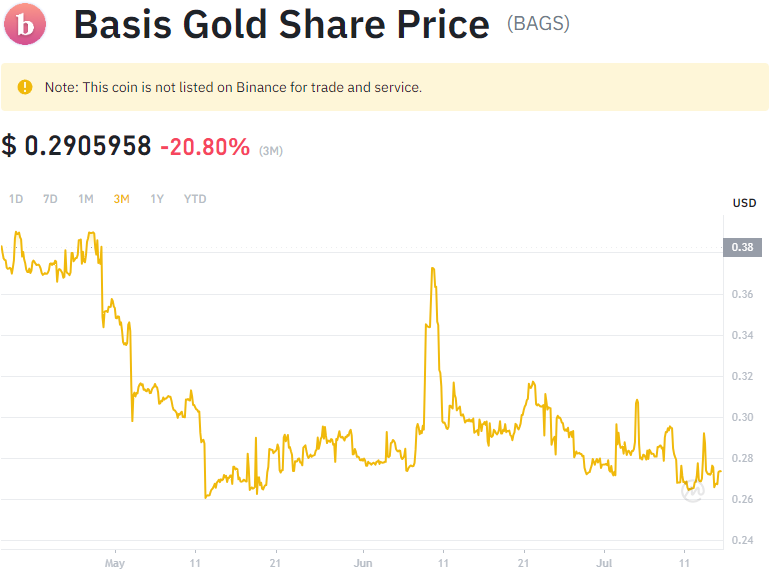 b Basis Gold Share Price (BAGS)
Note: This coin is not listed on Binance for trade and service.
$ 0.2905958 -20.80% (3M)
1D 7D 1M 3M 1Y YTD
USD
0.38
0.36
0.34
0.32
0.30
0.28
0.26
0.24
May 11 21 Jun 11 21 Jul 11